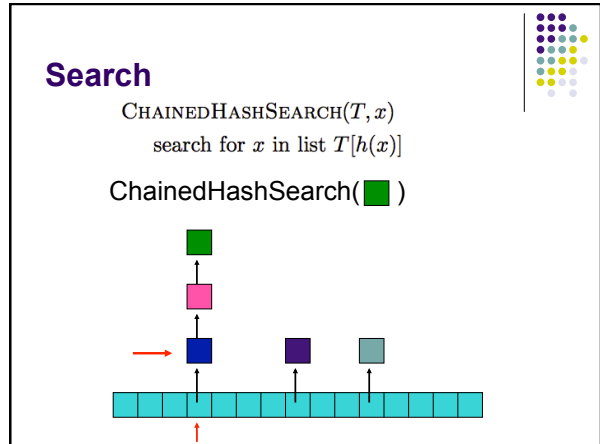 Search
CHAINEDHASHSEARCH(T, x)
search for x in list T[h(x)]
ChainedHashSearch( )